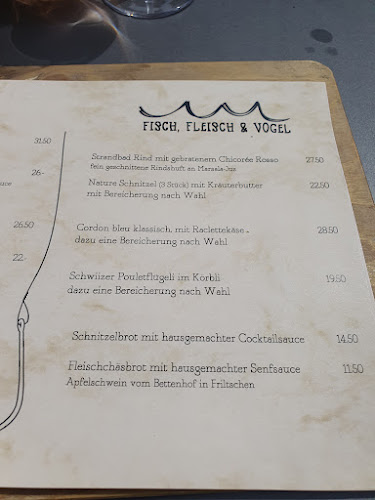 FISCH, FLEISCH & VOGEL
31.50
26.-
26.50
22.-
Strandbad Rind mit gebratenem Chicorée Rosso 27.50
fein geschnittene Rindshuft an Marsala-Jus
Nature Schnitzel (3 Stück) mit Kräuterbutter 22.50
mit Bereicherung nach Wahl
Cordon bleu klassisch, mit Raclettekäse 28.50
dazu eine Bereicherung nach Wahl
Schwiizer Pouletflügeli im Körbli 19.50
dazu eine Bereicherung nach Wahl
Schnitzelbrot mit hausgemachter Cocktailsauce 14.50
Fleischchäsbrot mit hausgemachter Senfsauce 11.50
Apfelschwein vom Bettenhof in Friltschen